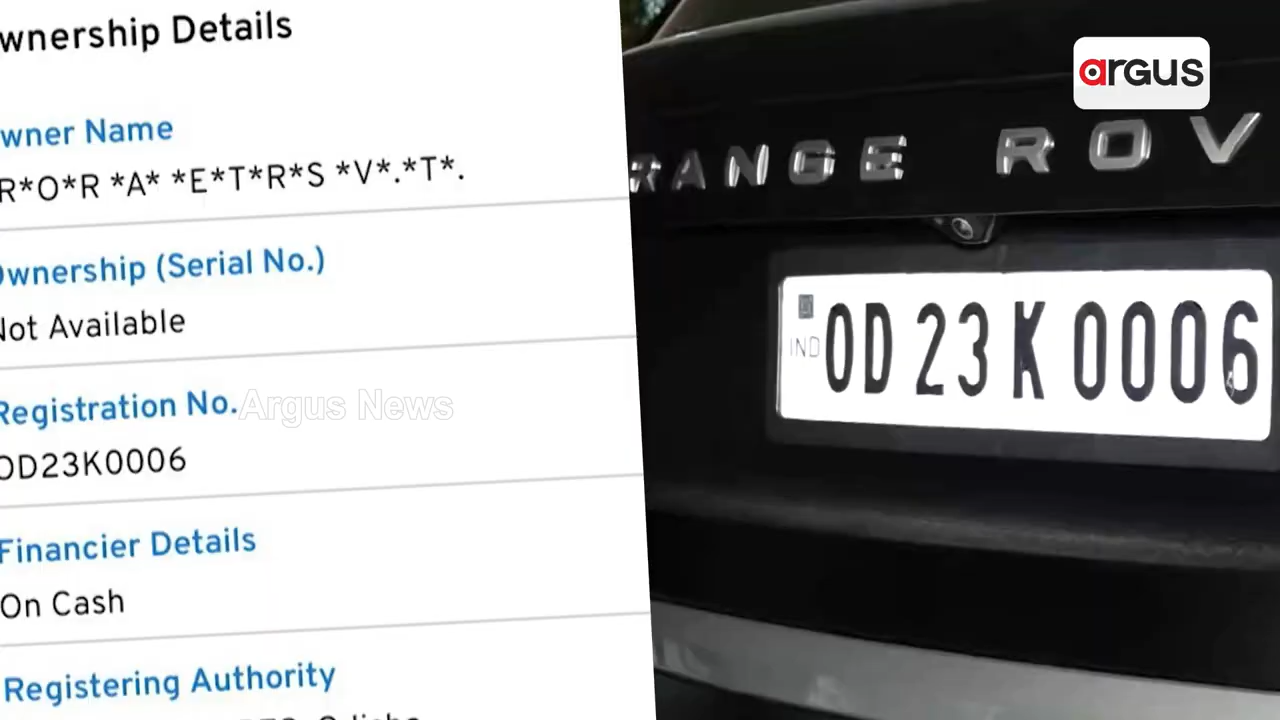 wnership Details
wner Name
R*O*R *A* *E*T*R*S *V*.*T*.
Ownership (Serial No.)
Not Available
Registration No.
OD23K0006
Financier Details
On Cash
Registering Authority
Argus News
argus
RANGE ROV
IND
OD 23 K 0006